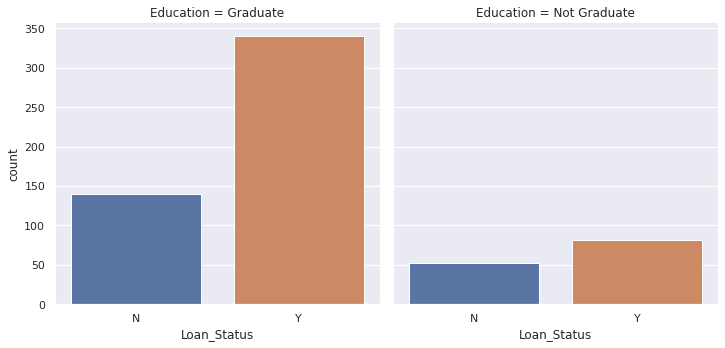 Education = Graduate
Education = Not Graduate
350
300
250
200
150
100
50
0
count
N
Y
N
Y
Loan_Status
Loan_Status